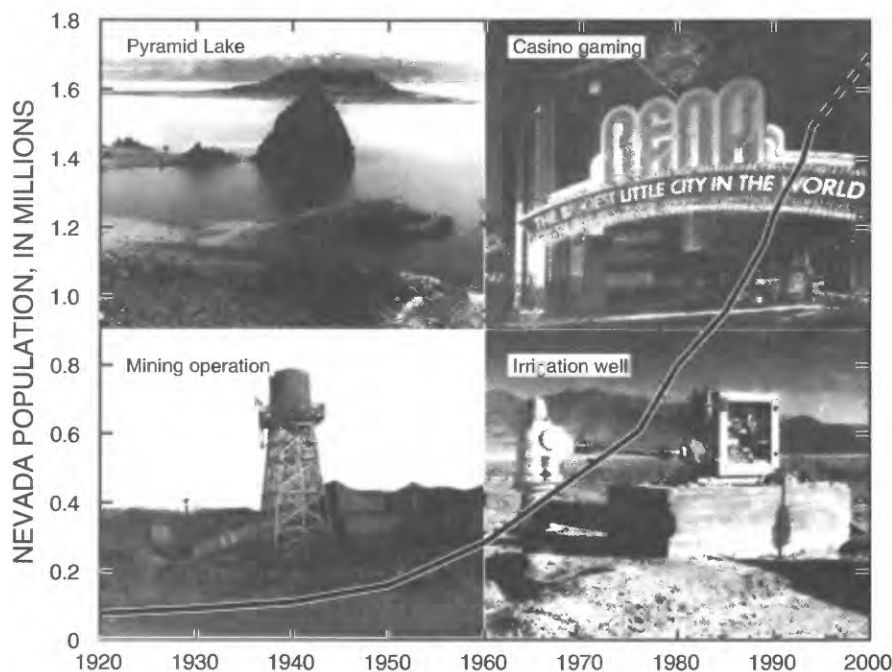 NEVADA POPULATION, IN MILLIONS
1.8
1.6
1.4
1.2
1.0
0.8
0.6
0.4
0.2
0
Pyramid Lake
Casino gaming
RENO
THE BIGGEST LITTLE CITY IN THE WORLD
Mining operation
Irrigation well
1920 1930 1940 1950 1960 1970 1980 1990 2000